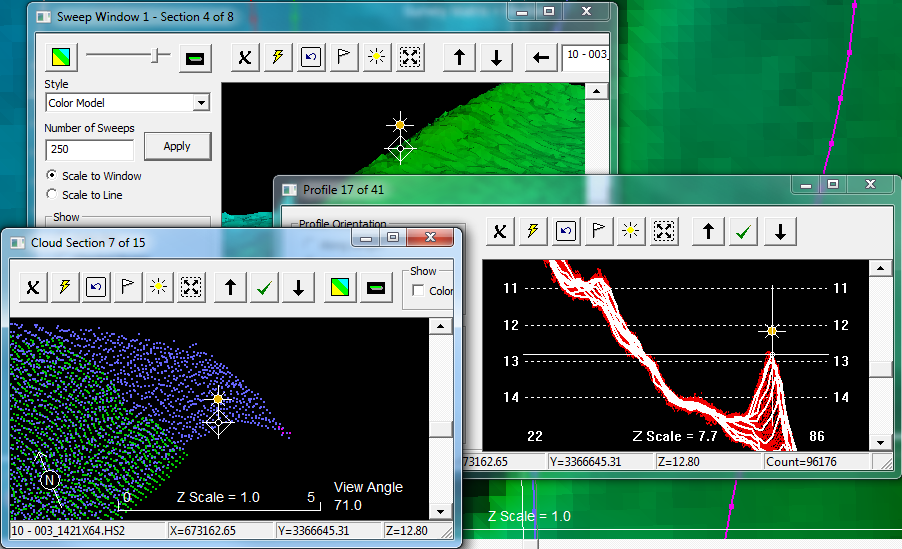 Sweep Window 1 - Section 4 of 8
10 - 003_
Style
Color Model
Number of Sweeps
250
Apply
Scale to Window
Scale to Line
Show
Profile 17 of 41
Profile Orientation
11 11
12 12
13 13
14 14
22 Z Scale = 7.7 86
673162.65 Y=3366645.31 Z=12.80 Count=96176
Cloud Section 7 of 15
Show
Color
N
0 Z Scale = 1.0 5
View Angle
71.0
10 - 003_1421X64.HS2 X=673162.65 Y=3366645.31 Z=12.80
Z Scale = 1.0